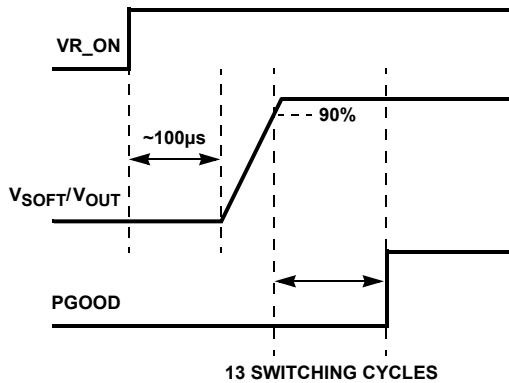 VR_ON
90%
~100µs
VSOFT/VOUT
PGOOD
13 SWITCHING CYCLES